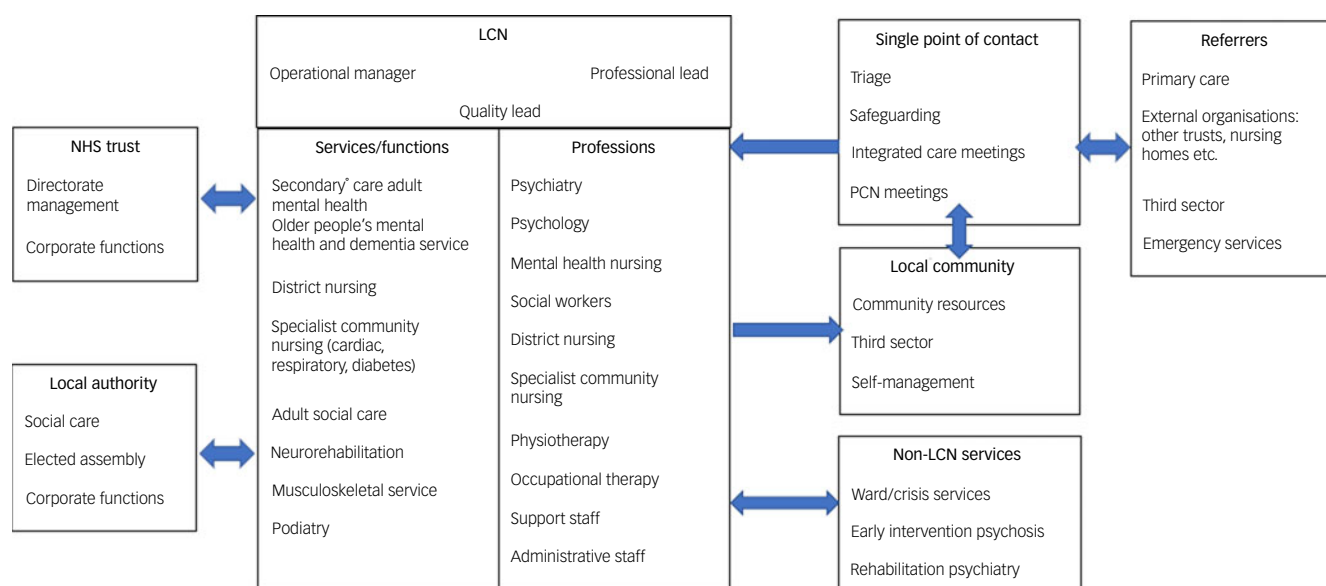 LCN
Operational manager
Professional lead
Quality lead
NHS trust
Directorate
management
Corporate functions
Local authority
Social care
Elected assembly
Corporate functions
Services/functions
Secondary° care adult
mental health
Older people's mental
health and dementia service
District nursing
Specialist community
nursing (cardiac,
respiratory, diabetes)
Adult social care
Neurorehabilitation
Musculoskeletal service
Podiatry
Professions
Psychiatry
Psychology
Mental health nursing
Social workers
District nursing
Specialist community
nursing
Physiotherapy
Occupational therapy
Support staff
Administrative staff
Single point of contact
Triage
Safeguarding
Integrated care meetings
PCN meetings
Local community
Community resources
Third sector
Self-management
Non-LCN services
Ward/crisis services
Early intervention psychosis
Rehabilitation psychiatry
Referrers
Primary care
External organisations:
other trusts, nursing
homes etc.
Third sector
Emergency services